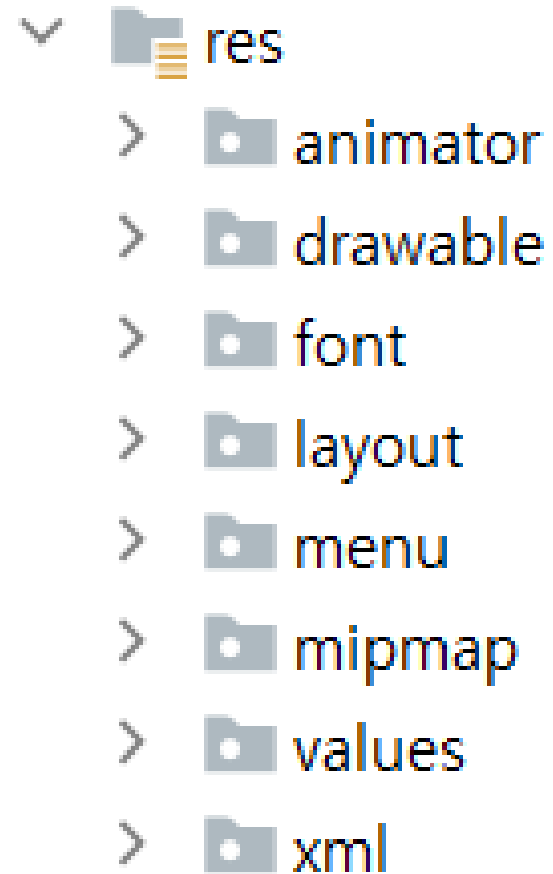 res
animator
drawable
font
layout
menu
mipmap
values
xml